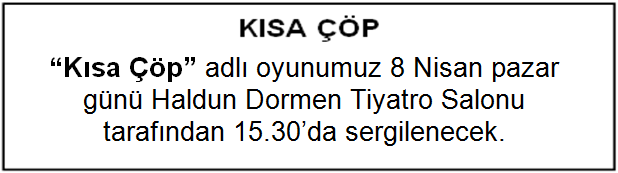 KISA ÇÖP
“Kısa Çöp” adlı oyunumuz 8 Nisan pazar
günü Haldun Dormen Tiyatro Salonu
tarafından 15.30’da sergilenecek.